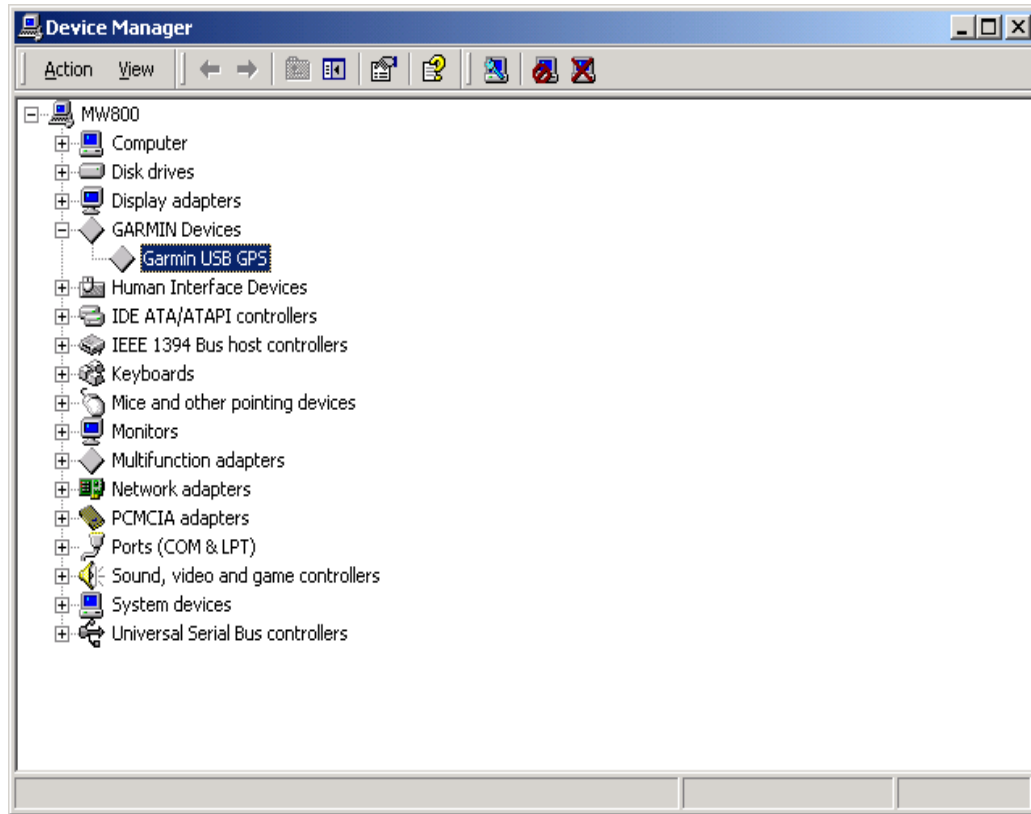 Device Manager
Action View
MW800
Computer
Disk drives
Display adapters
GARMIN Devices
Garmin USB GPS
Human Interface Devices
IDE ATA/ATAPI controllers
IEEE 1394 Bus host controllers
Keyboards
Mice and other pointing devices
Monitors
Multifunction adapters
Network adapters
PCMCIA adapters
Ports (COM & LPT)
Sound, video and game controllers
System devices
Universal Serial Bus controllers